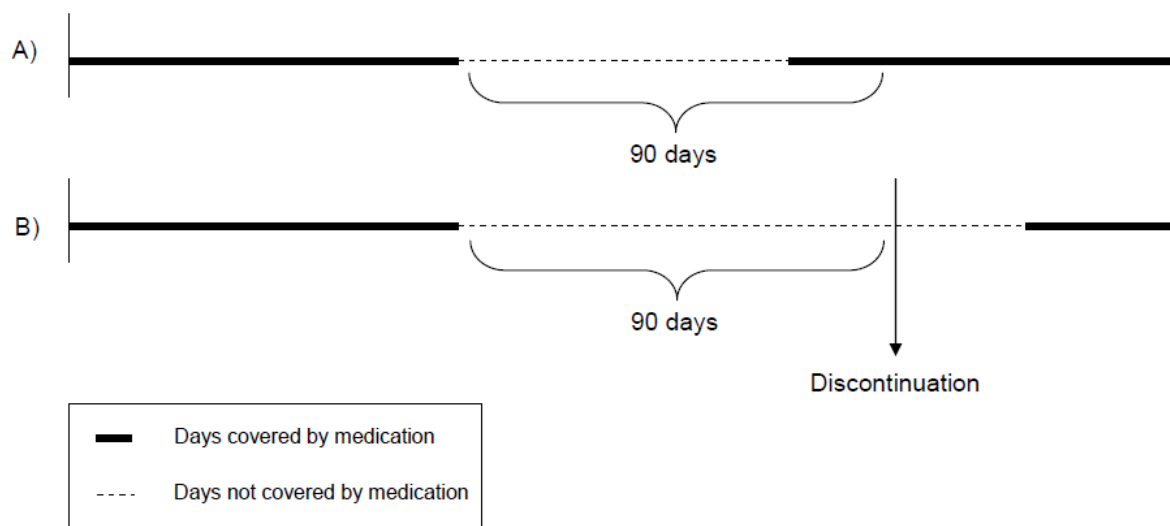 A)
90 days
B)
90 days
Discontinuation
Days covered by medication
Days not covered by medication